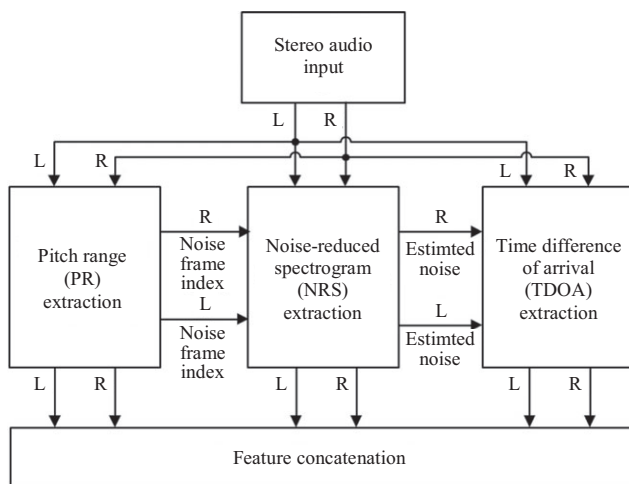 Stereo audio
input
L
R
L
R
L
R
Pitch range
(PR)
extraction
R
Noise
frame
index
L
Noise
frame
index
Noise-reduced
spectrogram
(NRS)
extraction
R
Estimted
noise
L
Estimted
noise
Time difference
of arrival
(TDOA)
extraction
L
R
L
R
L
R
Feature concatenation